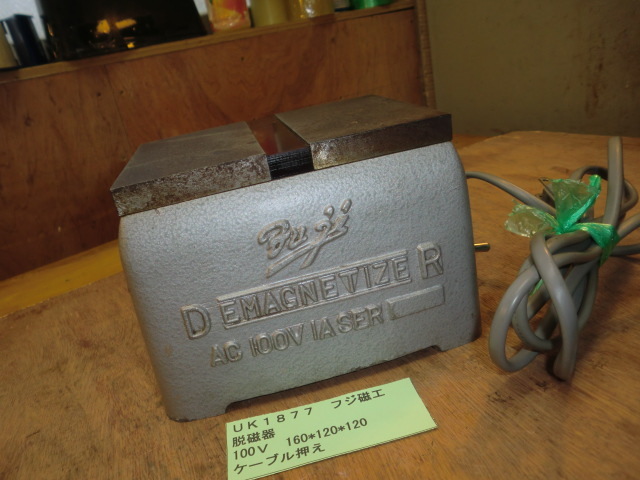 Buji
DEMAGNETIZER
AC 100V 1A SER
UK1877 フジ磁工
脱磁器
100V 160*120*120
ケーブル押え